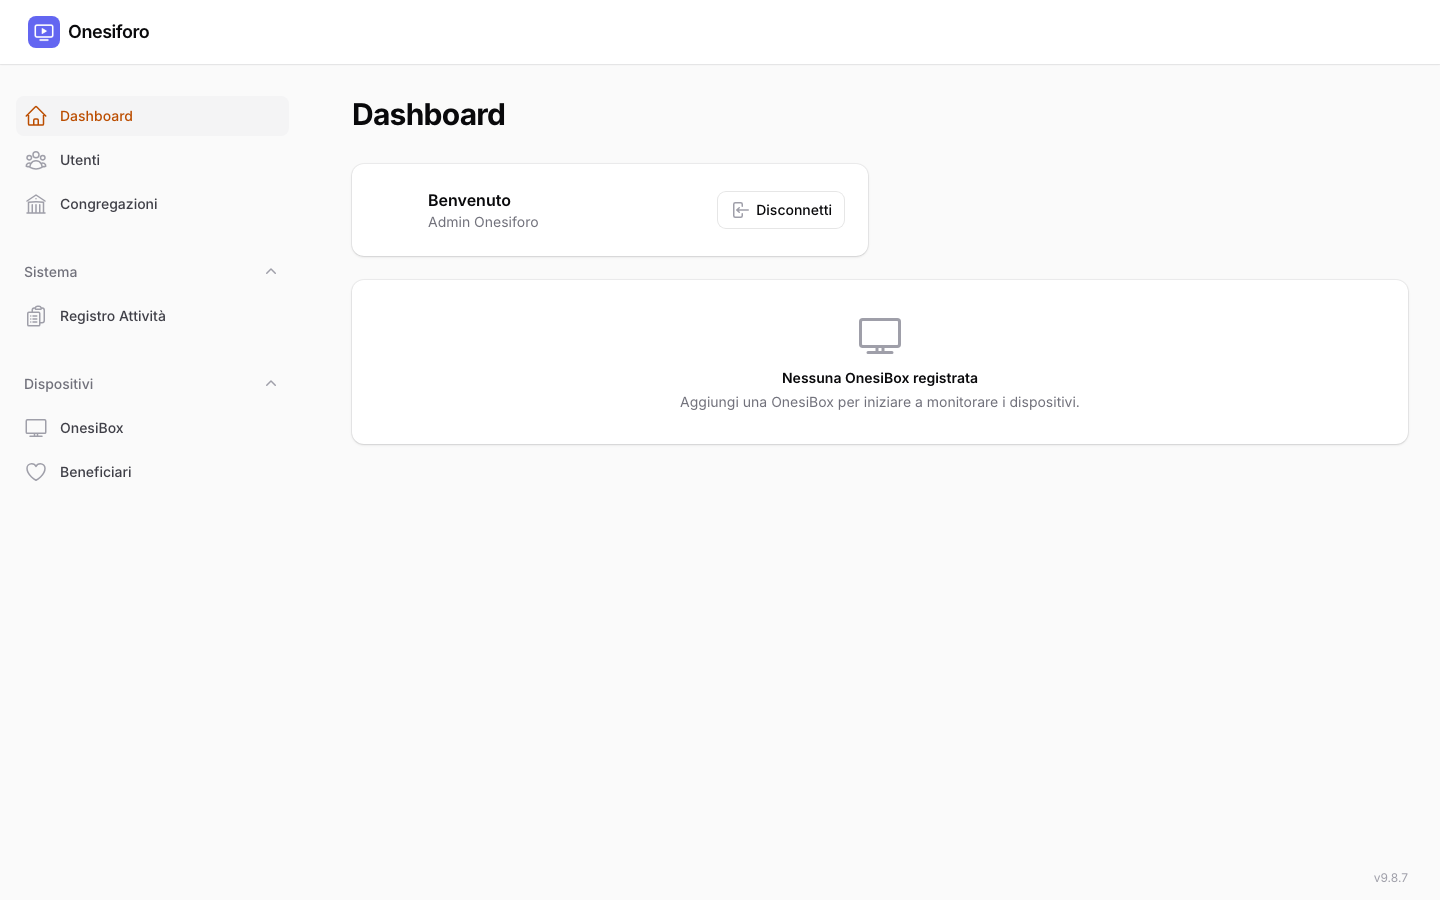 Onesiforo
Dashboard
Utenti
Congregazioni
Sistema
Registro Attività
Dispositivi
OnesiBox
Beneficiari
Dashboard
Benvenuto
Admin Onesiforo
Disconnetti
Nessuna OnesiBox registrata
Aggiungi una OnesiBox per iniziare a monitorare i dispositivi.
v9.8.7